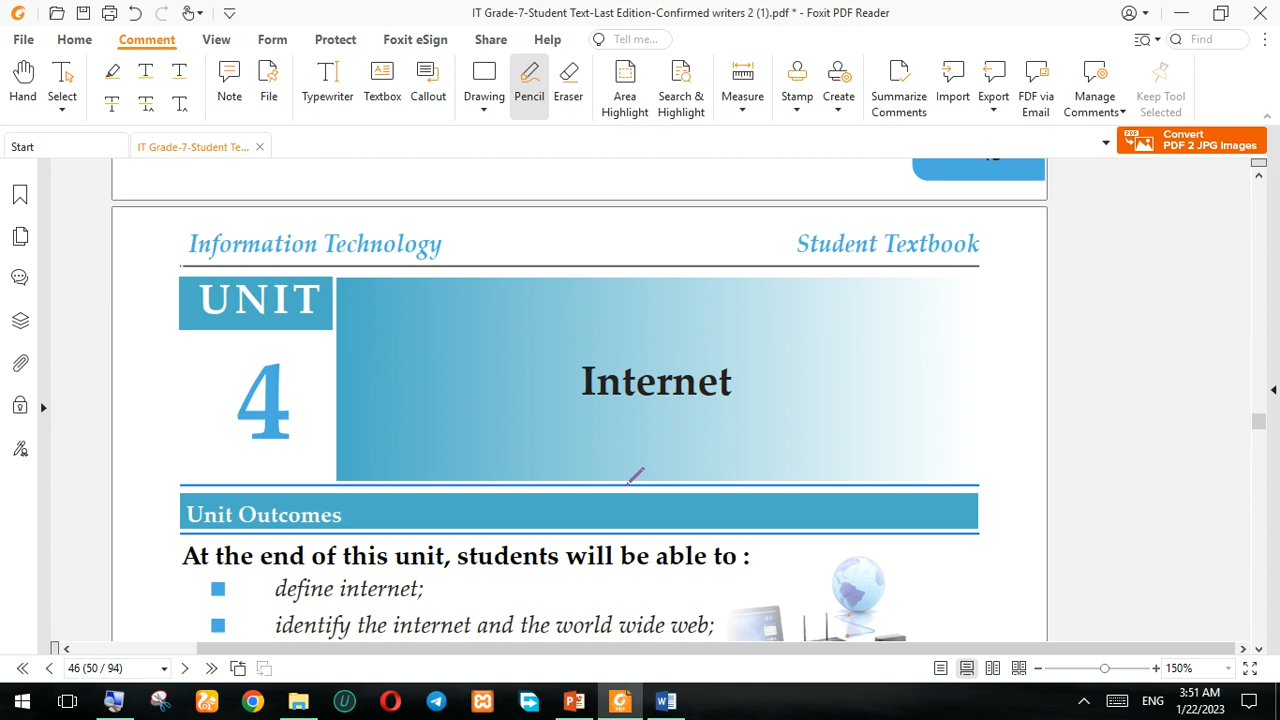 IT Grade-7-Student Text-Last Edition-Confirmed writers 2 (1).pdf * - Foxit PDF Reader
File Home Comment View Form Protect Foxit eSign Share Help Tell me... Find
Hand Select Note File Typewriter Textbox Callout Drawing Pencil Eraser Area Highlight Search & Highlight Measure Stamp Create Summarize Comments Import Export FDF via Email Manage Comments Keep Tool Selected
Start IT Grade-7-Student Te... Convert PDF 2 JPG Images
Information Technology Student Textbook
UNIT
4
Internet
Unit Outcomes
At the end of this unit, students will be able to :
define internet;
identify the internet and the world wide web;
46 (50 / 94) 150%
ENG 3:51 AM
1/22/2023